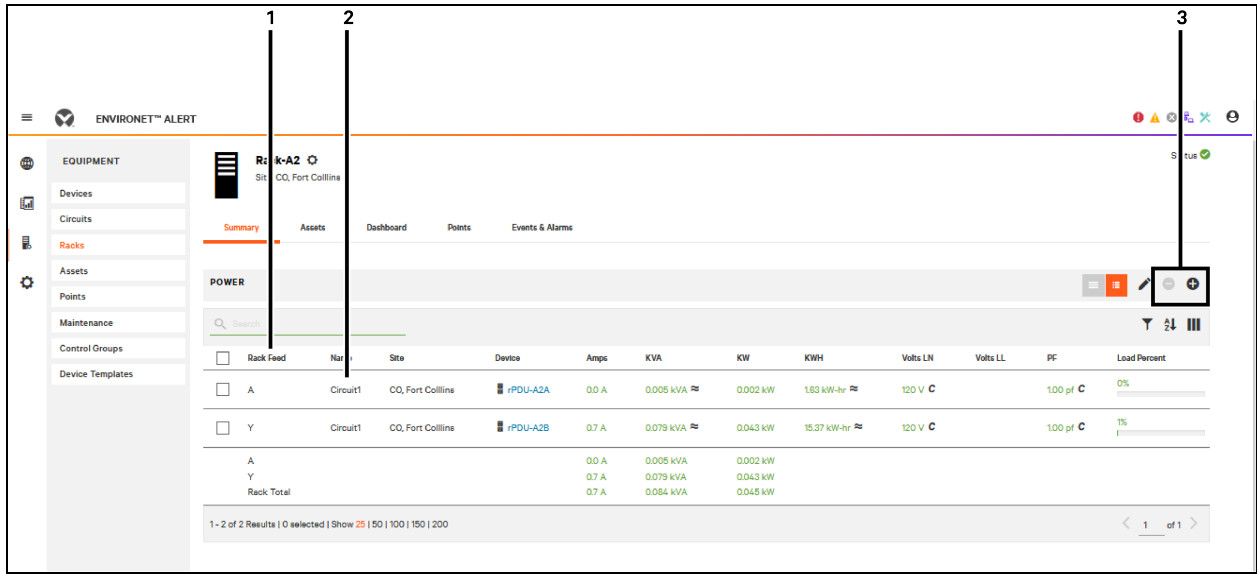 1 2 3
ENVIRONET™ ALERT
EQUIPMENT
Devices
Circuits
Racks
Assets
Points
Maintenance
Control Groups
Device Templates
Rack-A2
Site CO, Fort Colllins
Status
Summary Assets Dashboard Points Events & Alarms
POWER
Search
Rack Feed Name Site Device Amps KVA KW KWH Volts LN Volts LL PF Load Percent
A Circuit1 CO, Fort Colllins rPDU-A2A 0.0 A 0.005 kVA ≈ 0.002 kW 1.63 kW-hr ≈ 120 V C 1.00 pf C 0%
Y Circuit1 CO, Fort Colllins rPDU-A2B 0.7 A 0.079 kVA ≈ 0.043 kW 15.37 kW-hr ≈ 120 V C 1.00 pf C 1%
A 0.0 A 0.005 kVA 0.002 kW
Y 0.7 A 0.079 kVA 0.043 kW
Rack Total 0.7 A 0.084 kVA 0.045 kW
1 - 2 of 2 Results | 0 selected | Show 25 | 50 | 100 | 150 | 200
1 of 1